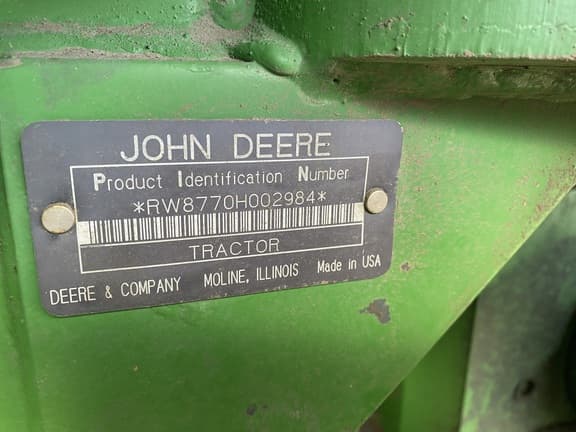 JOHN DEERE
Product Identification Number
*RW8770H002984*
TRACTOR
DEERE & COMPANY MOLINE, ILLINOIS Made in USA